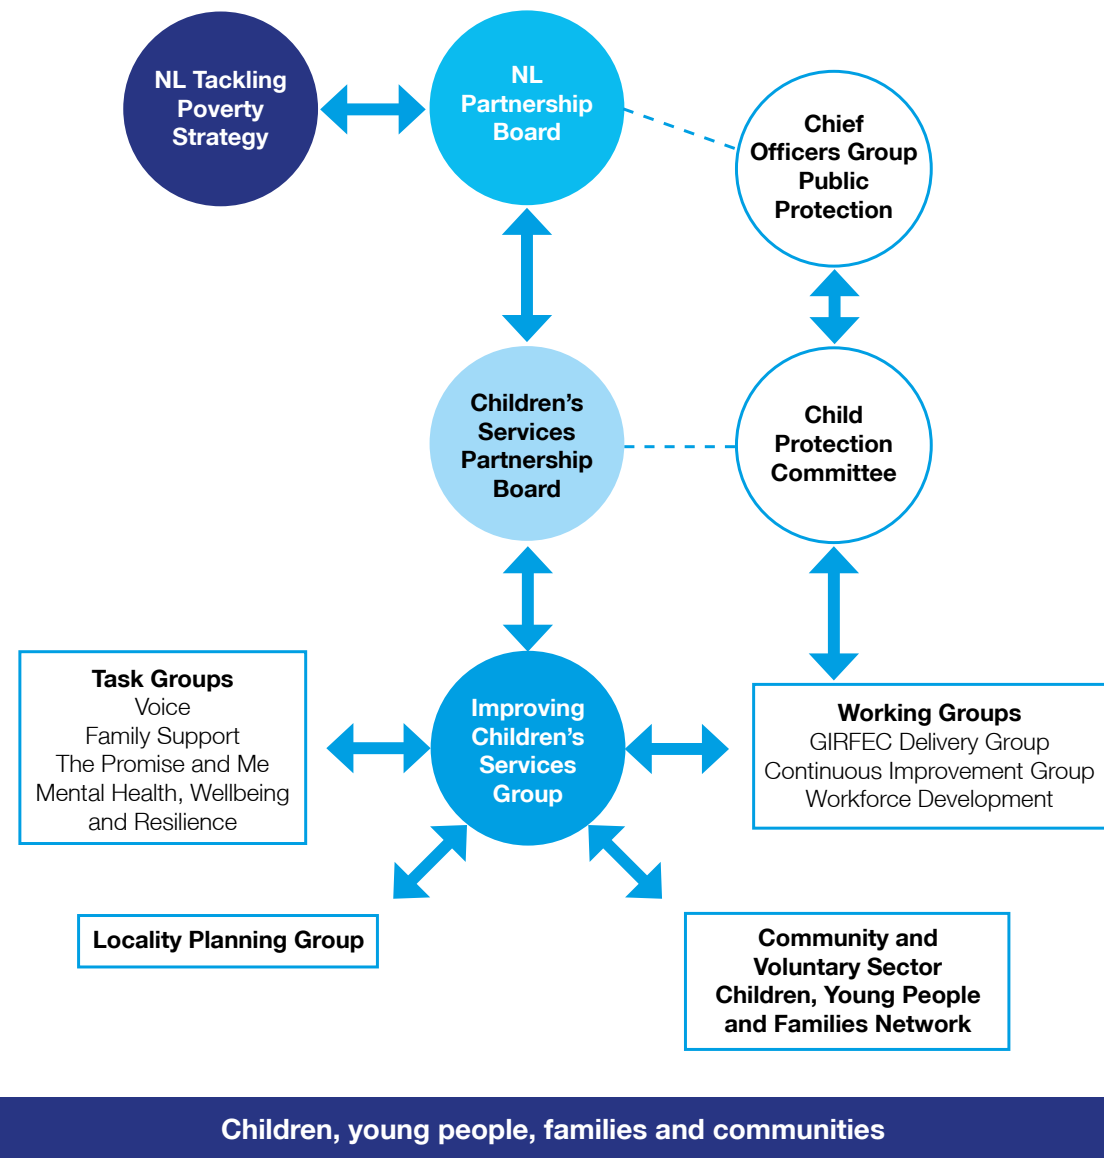 NL Tackling
Poverty
Strategy
NL
Partnership
Board
Chief
Officers Group
Public
Protection
Children’s
Services
Partnership
Board
Child
Protection
Committee
Task Groups
Voice
Family Support
The Promise and Me
Mental Health, Wellbeing
and Resilience
Improving
Children’s
Services
Group
Working Groups
GIRFEC Delivery Group
Continuous Improvement Group
Workforce Development
Locality Planning Group
Community and
Voluntary Sector
Children, Young People
and Families Network
Children, young people, families and communities